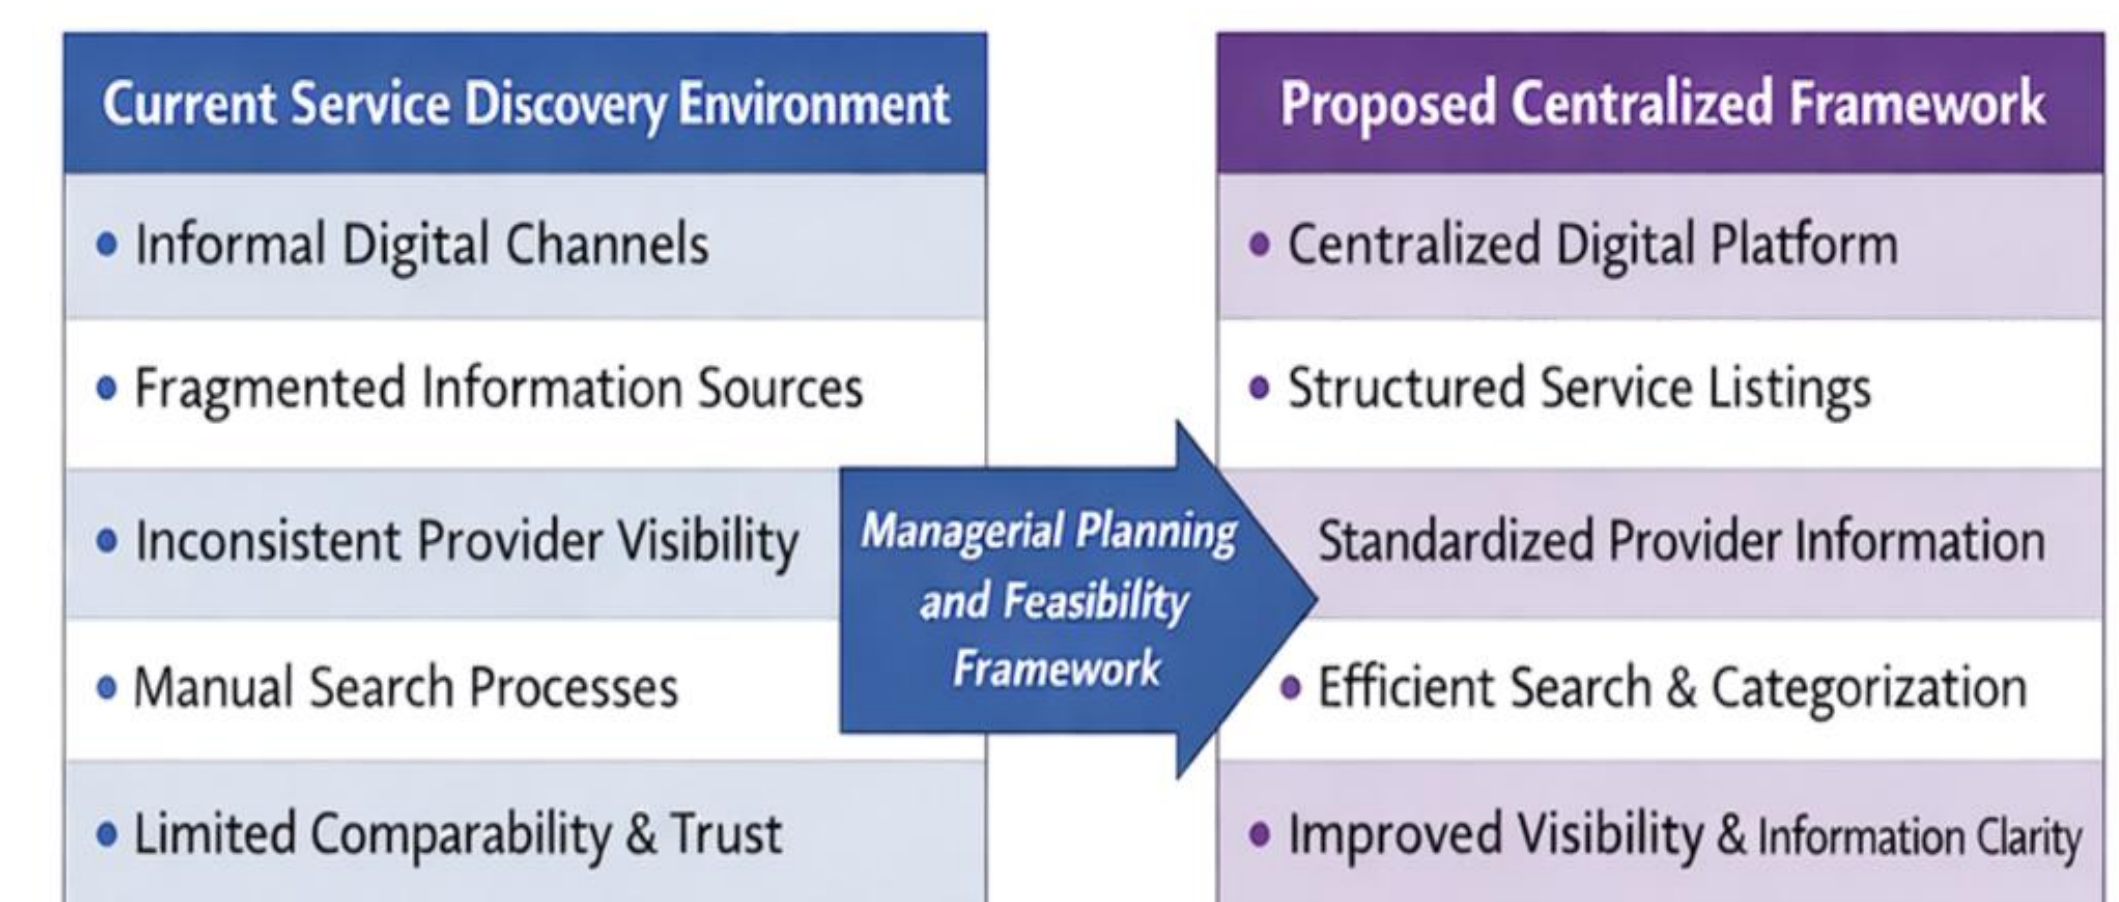 Current Service Discovery Environment
• Informal Digital Channels
• Fragmented Information Sources
• Inconsistent Provider Visibility
• Manual Search Processes
• Limited Comparability & Trust
Managerial Planning
and Feasibility
Framework
Proposed Centralized Framework
• Centralized Digital Platform
• Structured Service Listings
Standardized Provider Information
• Efficient Search & Categorization
• Improved Visibility & Information Clarity